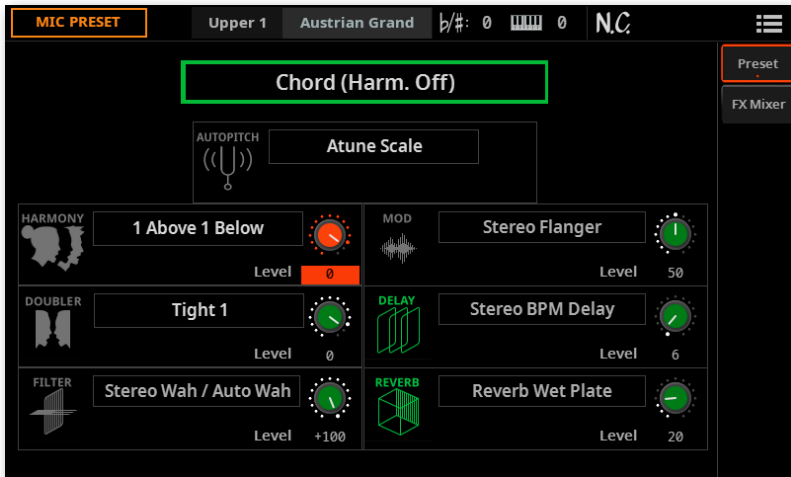 MIC PRESET Upper 1 Austrian Grand ♭/#: 0 0 N.C.
Preset
Chord (Harm. Off)
FX Mixer
AUTOPITCH
Atune Scale
HARMONY
1 Above 1 Below
Level 0
MOD
Stereo Flanger
Level 50
DOUBLER
Tight 1
Level 0
DELAY
Stereo BPM Delay
Level 6
FILTER
Stereo Wah / Auto Wah
Level +100
REVERB
Reverb Wet Plate
Level 20